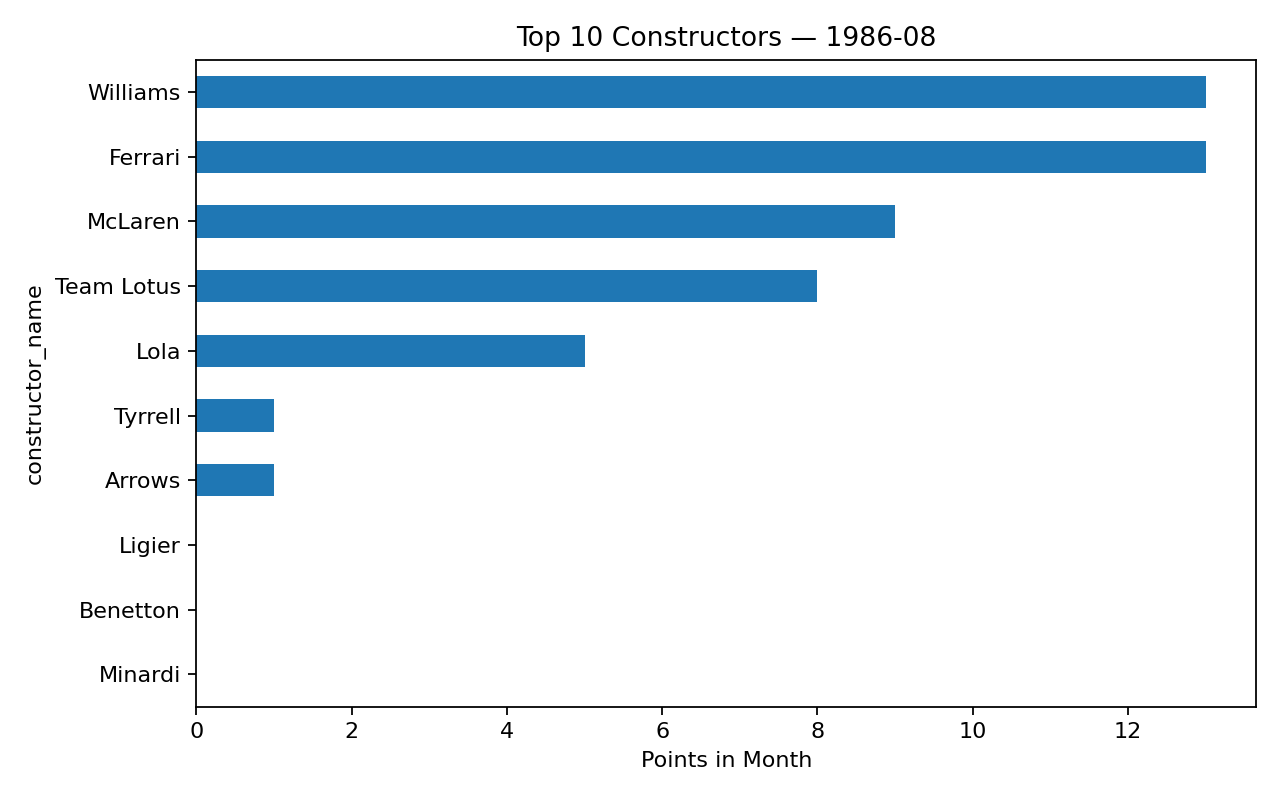 Top 10 Constructors — 1986-08
Williams
Ferrari
McLaren
Team Lotus
Lola
Tyrrell
Arrows
Ligier
Benetton
Minardi
constructor_name
0 2 4 6 8 10 12
Points in Month